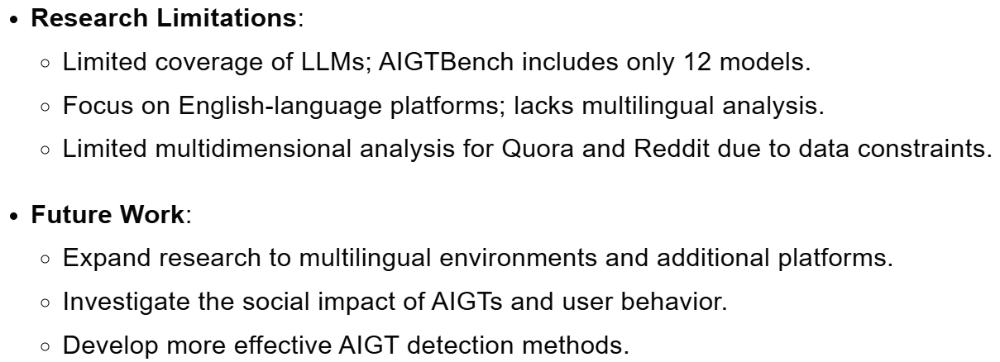 • Research Limitations:
○ Limited coverage of LLMs; AIGTBench includes only 12 models.
○ Focus on English-language platforms; lacks multilingual analysis.
○ Limited multidimensional analysis for Quora and Reddit due to data constraints.
• Future Work:
○ Expand research to multilingual environments and additional platforms.
○ Investigate the social impact of AIGTs and user behavior.
○ Develop more effective AIGT detection methods.